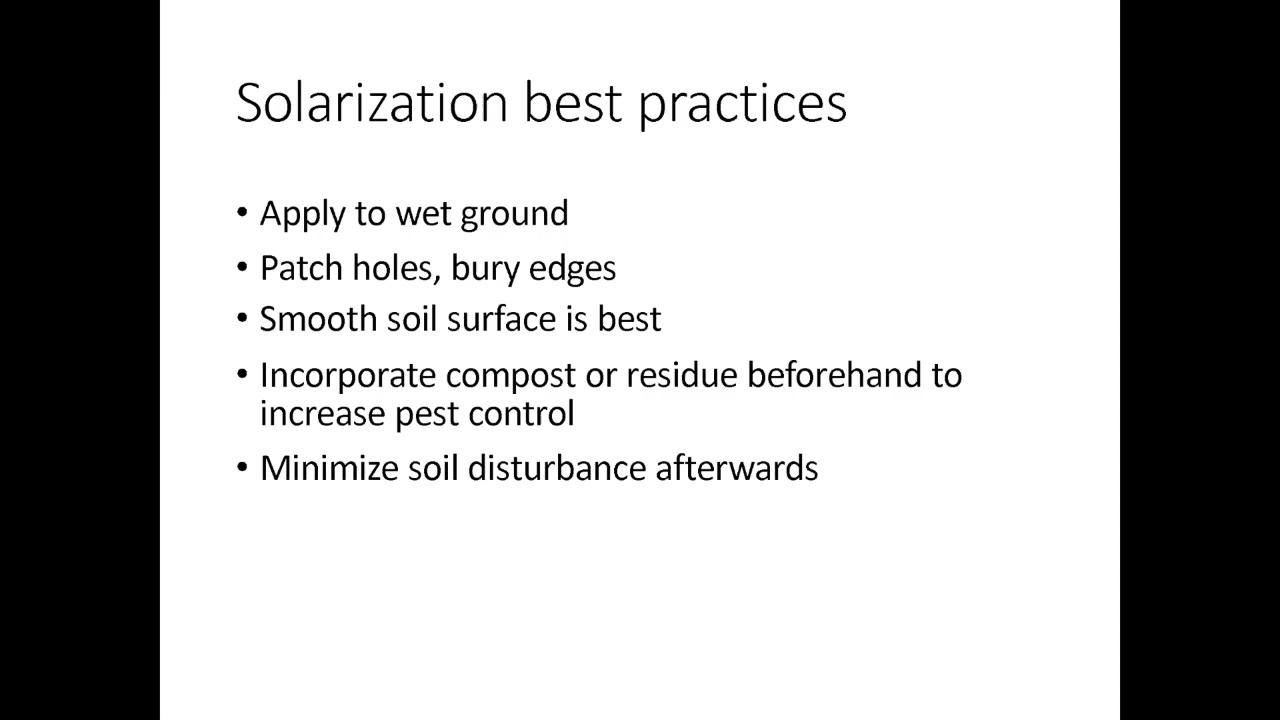 Solarization best practices
• Apply to wet ground
• Patch holes, bury edges
• Smooth soil surface is best
• Incorporate compost or residue beforehand to
increase pest control
• Minimize soil disturbance afterwards